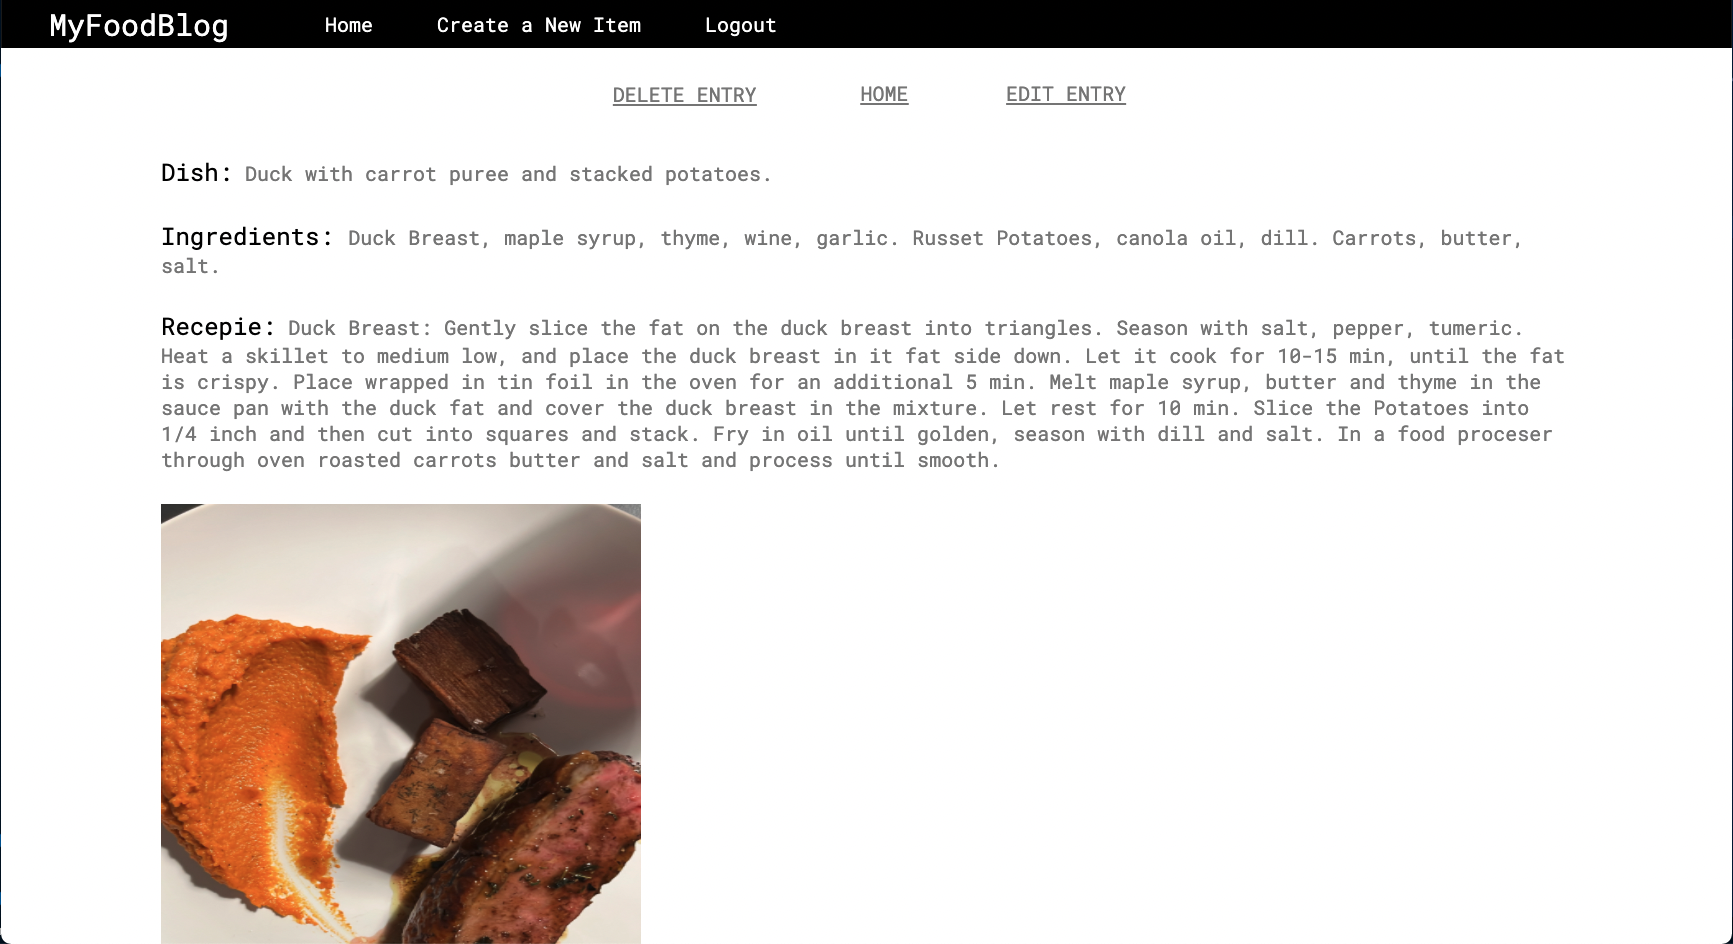 MyFoodBlog Home Create a New Item Logout
DELETE ENTRY HOME EDIT ENTRY
Dish: Duck with carrot puree and stacked potatoes.
Ingredients: Duck Breast, maple syrup, thyme, wine, garlic. Russet Potatoes, canola oil, dill. Carrots, butter,
salt.
Recepie: Duck Breast: Gently slice the fat on the duck breast into triangles. Season with salt, pepper, tumeric.
Heat a skillet to medium low, and place the duck breast in it fat side down. Let it cook for 10-15 min, until the fat
is crispy. Place wrapped in tin foil in the oven for an additional 5 min. Melt maple syrup, butter and thyme in the
sauce pan with the duck fat and cover the duck breast in the mixture. Let rest for 10 min. Slice the Potatoes into
1/4 inch and then cut into squares and stack. Fry in oil until golden, season with dill and salt. In a food proceser
through oven roasted carrots butter and salt and process until smooth.